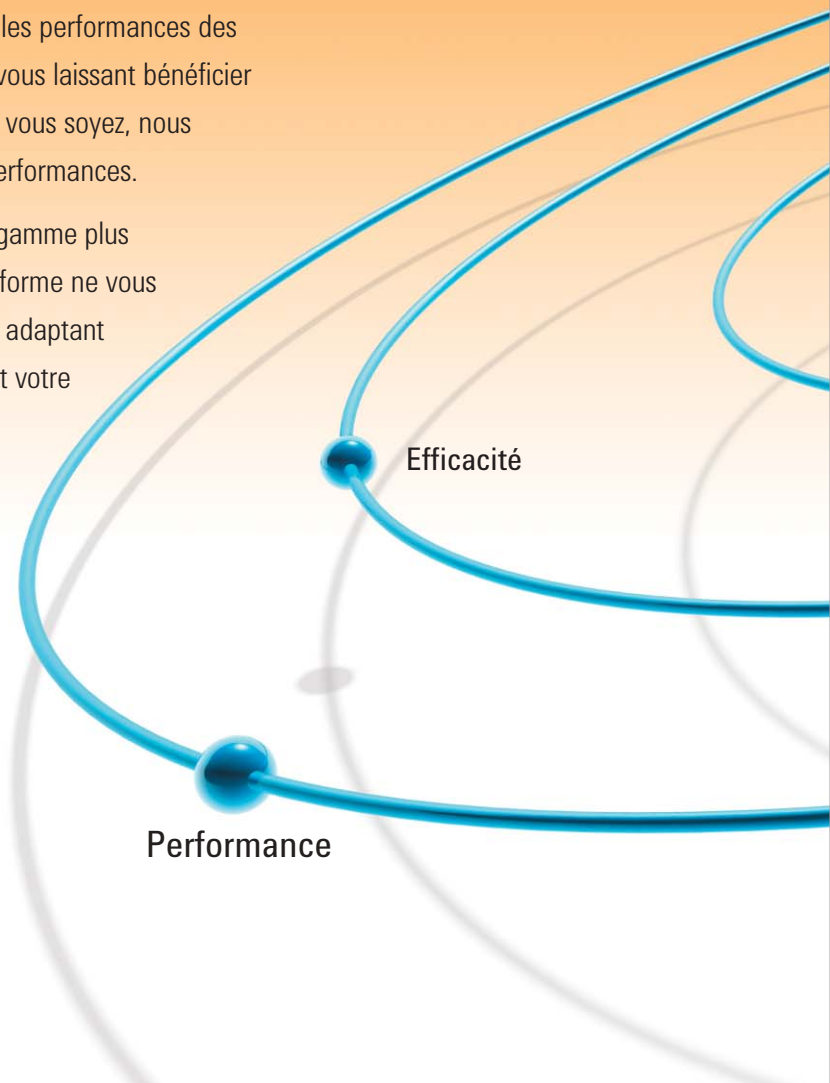 les performances des
vous laissant bénéficier
vous soyez, nous
erformances.
gamme plus
forme ne vous
adaptant
t votre
Efficacité
Performance